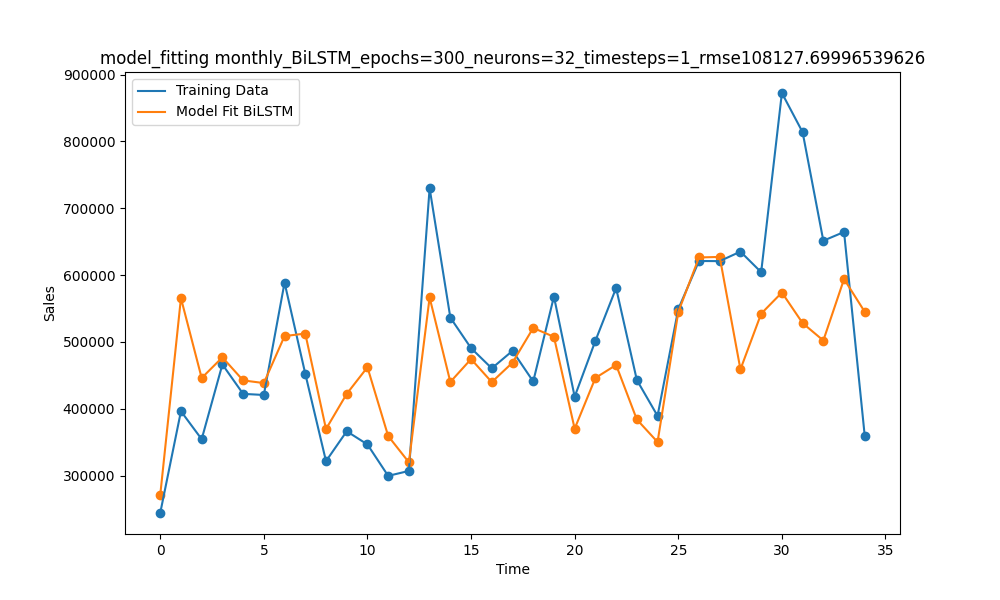 model_fitting monthly_BiLSTM_epochs=300_neurons=32_timesteps=1_rmse108127.69996539626
Training Data
Model Fit BiLSTM
900000
800000
700000
600000
500000
400000
300000
Sales
0 5 10 15 20 25 30 35
Time